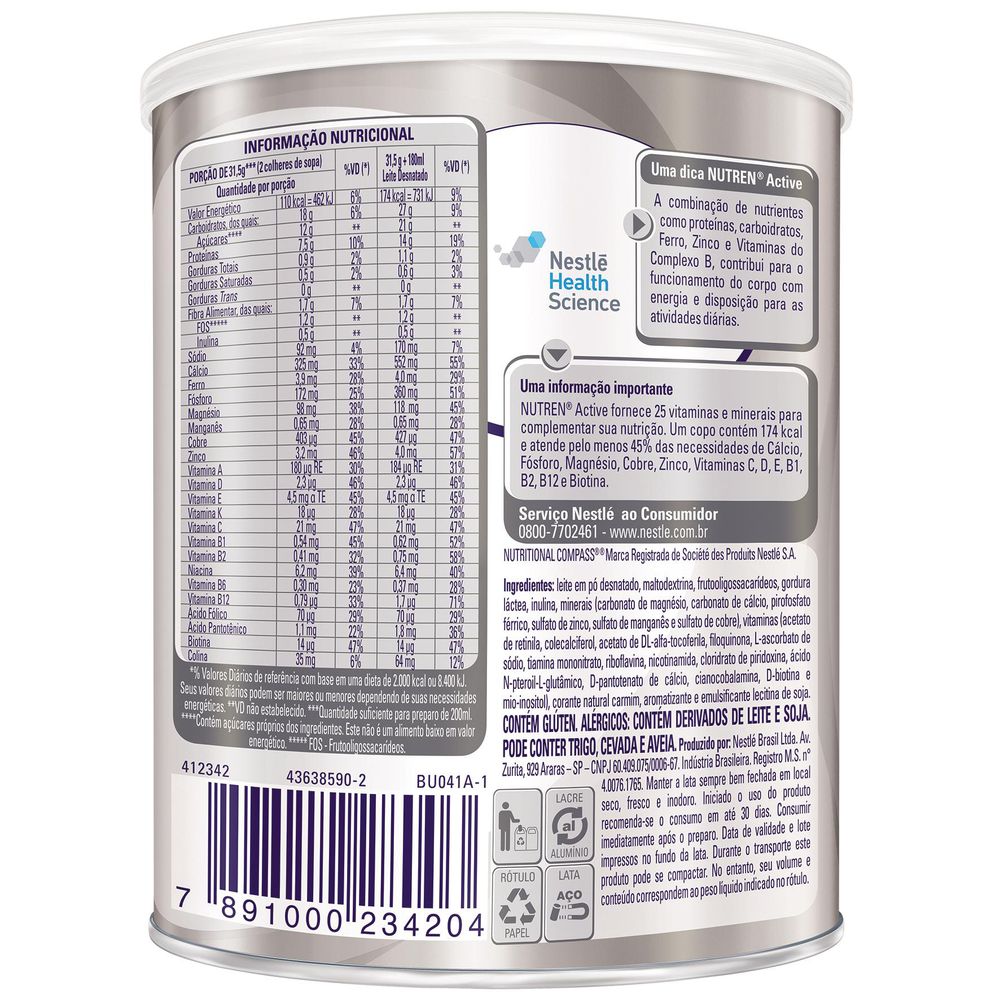 INFORMAÇÃO NUTRICIONAL
PORÇÃO DE 31,5g*** (2 colheres de sopa) %VD (*) 31,5 g + 180ml %VD (*)
Quantidade por porção Leite Desnatado
Valor Energético 110 kcal = 462 kJ 6% 174 kcal = 731 kJ 9%
Carboidratos, dos quais: 18 g 6% 27 g 9%
Açúcares**** 12 g ** 21 g **
Proteínas 7,5 g 10% 14 g 19%
Gorduras Totais 0,9 g 2% 1,1 g 2%
Gorduras Saturadas 0,5 g 2% 0,6 g 3%
Gorduras Trans 0 g ** 0 g **
Fibra Alimentar, das quais: 1,7 g 7% 1,7 g 7%
FOS***** 1,2 g ** 1,2 g **
Inulina 0,5 g ** 0,5 g **
Sódio 92 mg 4% 170 mg 7%
Cálcio 325 mg 33% 552 mg 55%
Ferro 3,9 mg 28% 4,0 mg 29%
Fósforo 172 mg 25% 360 mg 51%
Magnésio 98 mg 38% 118 mg 45%
Manganês 0,65 mg 28% 0,65 mg 28%
Cobre 403 µg 45% 427 µg 47%
Zinco 3,2 mg 46% 4,0 mg 57%
Vitamina A 180 µg RE 30% 184 µg RE 31%
Vitamina D 2,3 µg 46% 2,3 µg 46%
Vitamina E 4,5 mg α TE 45% 4,5 mg α TE 45%
Vitamina K 18 µg 28% 18 µg 28%
Vitamina C 21 mg 47% 21 mg 47%
Vitamina B1 0,54 mg 45% 0,62 mg 52%
Vitamina B2 0,41 mg 32% 0,75 mg 58%
Niacina 6,2 mg 39% 6,4 mg 40%
Vitamina B6 0,30 mg 23% 0,37 mg 28%
Vitamina B12 0,79 µg 33% 1,7 µg 71%
Ácido Fólico 70 µg 29% 70 µg 29%
Ácido Pantotênico 1,1 mg 22% 1,8 mg 36%
Biotina 14 µg 47% 14 µg 47%
Colina 35 mg 6% 64 mg 12%
*% Valores Diários de referência com base em uma dieta de 2.000 kcal ou 8.400 kJ.
Seus valores diários podem ser maiores ou menores dependendo de suas necessidades
energéticas. **VD não estabelecido. ***Quantidade suficiente para preparo de 200ml.
****Contém açúcares próprios dos ingredientes. Este não é um alimento baixo em valor
energético. ***** FOS - Frutooligossacarídeos.
412342 43638590-2 BU041A-1
7 891000 234204
Nestlé
Health
Science
Uma dica NUTREN® Active
A combinação de nutrientes
como proteínas, carboidratos,
Ferro, Zinco e Vitaminas do
Complexo B, contribui para o
funcionamento do corpo com
energia e disposição para as
atividades diárias.
Uma informação importante
NUTREN® Active fornece 25 vitaminas e minerais para
complementar sua nutrição. Um copo contém 174 kcal
e atende pelo menos 45% das necessidades de Cálcio,
Fósforo, Magnésio, Cobre, Zinco, Vitaminas C, D, E, B1,
B2, B12 e Biotina.
Serviço Nestlé ao Consumidor
0800-7702461 - www.nestle.com.br
NUTRITIONAL COMPASS®® Marca Registrada de Société des Produits Nestlé S.A.
Ingredientes: leite em pó desnatado, maltodextrina, frutooligossacarídeos, gordura
láctea, inulina, minerais (carbonato de magnésio, carbonato de cálcio, pirofosfato
férrico, sulfato de zinco, sulfato de manganês e sulfato de cobre), vitaminas (acetato
de retinila, colecalciferol, acetato de DL-alfa-tocoferila, filoquinona, L-ascorbato de
sódio, tiamina mononitrato, riboflavina, nicotinamida, cloridrato de piridoxina, ácido
N-pteroil-L-glutâmico, D-pantotenato de cálcio, cianocobalamina, D-biotina e
mio-inositol), corante natural carmim, aromatizante e emulsificante lecitina de soja.
CONTÉM GLÚTEN. ALÉRGICOS: CONTÉM DERIVADOS DE LEITE E SOJA.
PODE CONTER TRIGO, CEVADA E AVEIA. Produzido por: Nestlé Brasil Ltda. Av.
Zurita, 929 Araras – SP – CNPJ 60.409.075/0006-67. Indústria Brasileira. Registro M.S. n°
4.0076.1765. Manter a lata sempre bem fechada em local
seco, fresco e inodoro. Iniciado o uso do produto
recomenda-se o consumo em até 30 dias. Consumir
imediatamente após o preparo. Data de validade e lote
impressos no fundo da lata. Durante o transporte este
produto pode se compactar. No entanto, seu volume e
conteúdo correspondem ao peso líquido indicado no rótulo.
LACRE
al
ALUMÍNIO
RÓTULO
PAPEL
LATA
AÇO